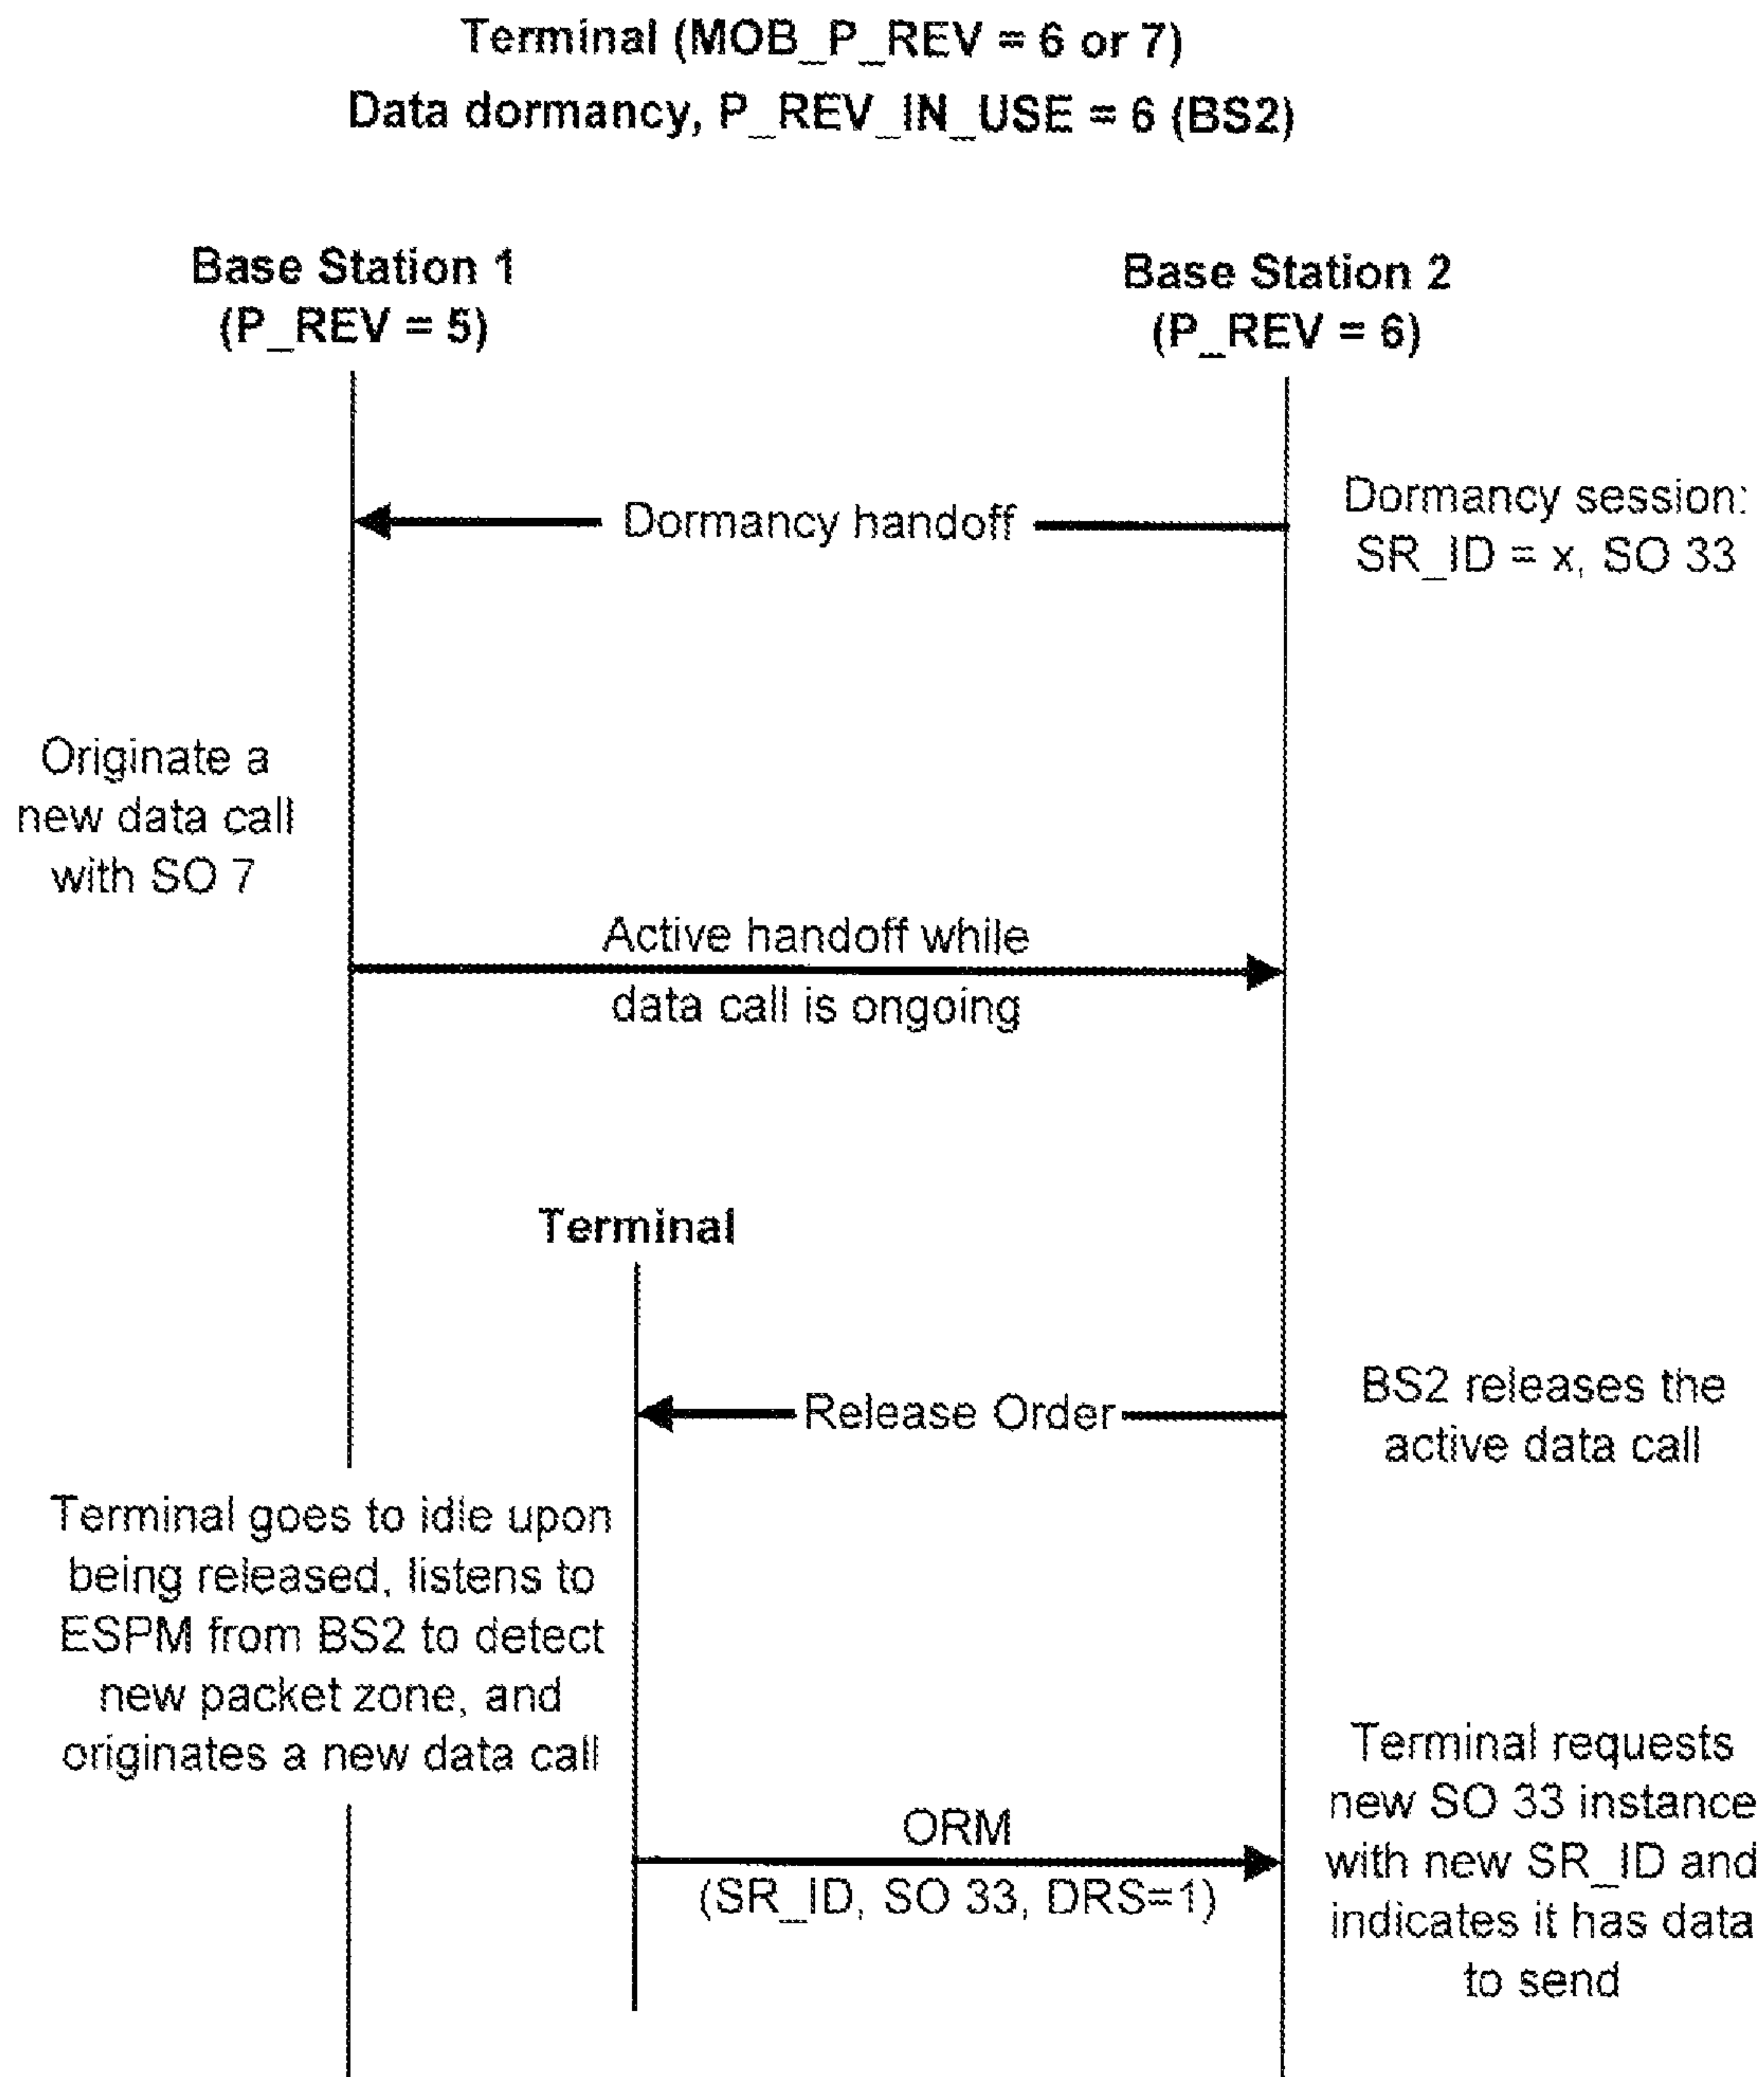 Terminal (MOB_P_REV = 6 or 7)
Data dormancy, P_REV_IN_USE = 6 (BS2)
Base Station 1
(P_REV = 5)
Base Station 2
(P_REV = 6)
Dormancy handoff
Dormancy session:
SR_ID = x, SO 33
Originate a
new data call
with SO 7
Active handoff while
data call is ongoing
Terminal
Release Order
BS2 releases the
active data call
Terminal goes to idle upon
being released, listens to
ESPM from BS2 to detect
new packet zone, and
originates a new data call
ORM
(SR_ID, SO 33, DRS=1)
Terminal requests
new SO 33 instance
with new SR_ID and
indicates it has data
to send